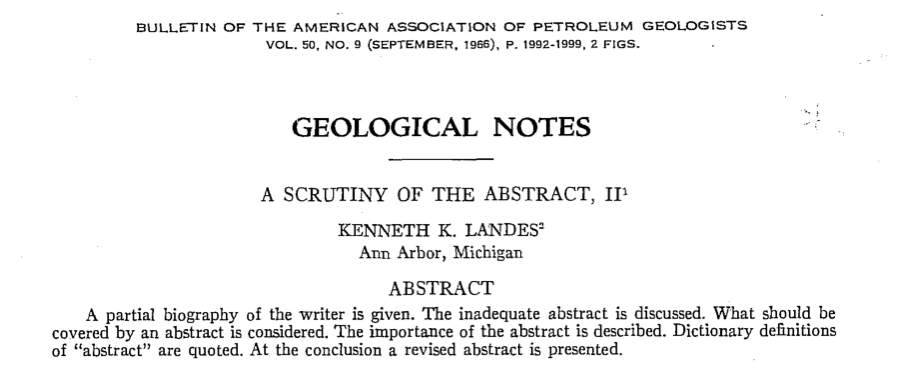 BULLETIN OF THE AMERICAN ASSOCIATION OF PETROLEUM GEOLOGISTS
VOL. 50, NO. 9 (SEPTEMBER, 1966), P. 1992-1999, 2 FIGS.
GEOLOGICAL NOTES
A SCRUTINY OF THE ABSTRACT, II¹
KENNETH K. LANDES²
Ann Arbor, Michigan
ABSTRACT
A partial biography of the writer is given. The inadequate abstract is discussed. What should be
covered by an abstract is considered. The importance of the abstract is described. Dictionary definitions
of “abstract” are quoted. At the conclusion a revised abstract is presented.